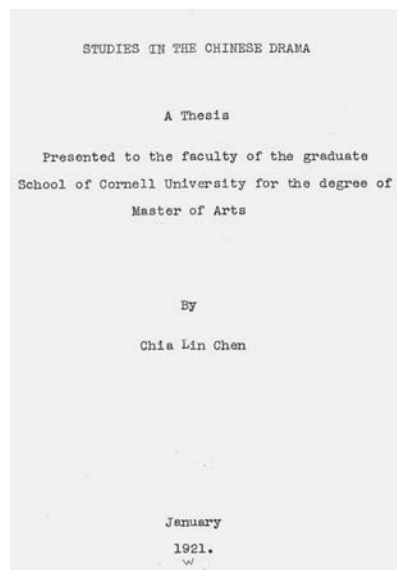 STUDIES IN THE CHINESE DRAMA
A Thesis
Presented to the faculty of the graduate
School of Cornell University for the degree of
Master of Arts
By
Chia Lin Chen
January
1921.
w